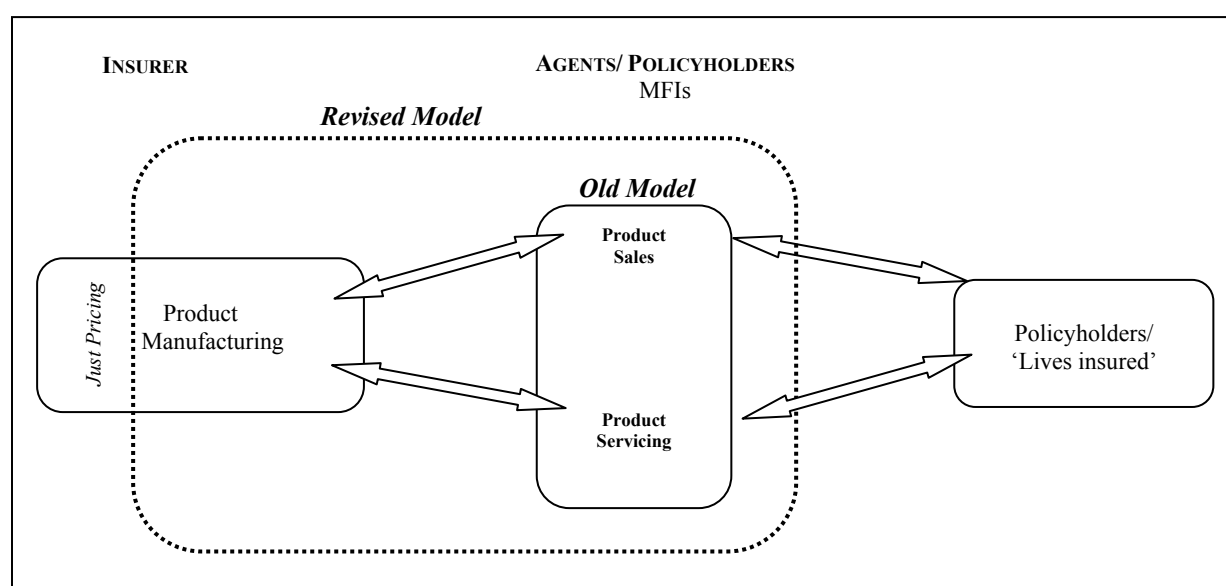 INSURER
AGENTS/ POLICYHOLDERS
MFIs
Revised Model
Old Model
Product
Sales
Just Pricing
Product
Manufacturing
Policyholders/
‘Lives insured’
Product
Servicing